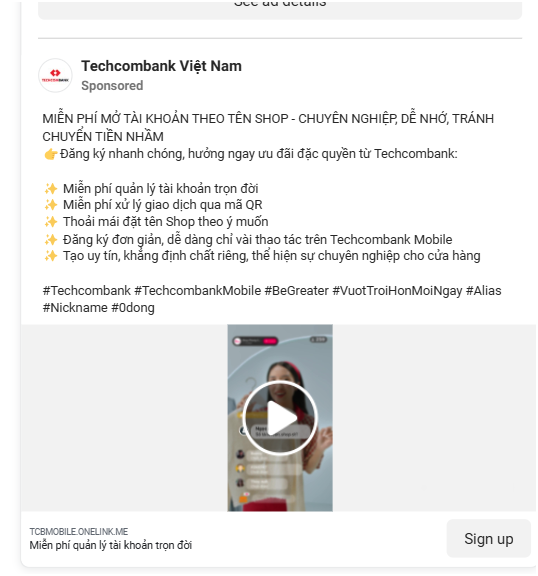 See ad details
TECHCOMBANK
Techcombank Việt Nam
Sponsored
MIỄN PHÍ MỞ TÀI KHOẢN THEO TÊN SHOP - CHUYÊN NGHIỆP, DỄ NHỚ, TRÁNH
CHUYỂN TIỀN NHẦM
👉Đăng ký nhanh chóng, hưởng ngay ưu đãi đặc quyền từ Techcombank:
✨ Miễn phí quản lý tài khoản trọn đời
✨ Miễn phí xử lý giao dịch qua mã QR
✨ Thoải mái đặt tên Shop theo ý muốn
✨ Đăng ký đơn giản, dễ dàng chỉ vài thao tác trên Techcombank Mobile
✨ Tạo uy tín, khẳng định chất riêng, thể hiện sự chuyên nghiệp cho cửa hàng
#Techcombank #TechcombankMobile #BeGreater #VuotTroiHonMoiNgay #Alias
#Nickname #0dong
TCBMOBILE.ONELINK.ME
Miễn phí quản lý tài khoản trọn đời
Sign up